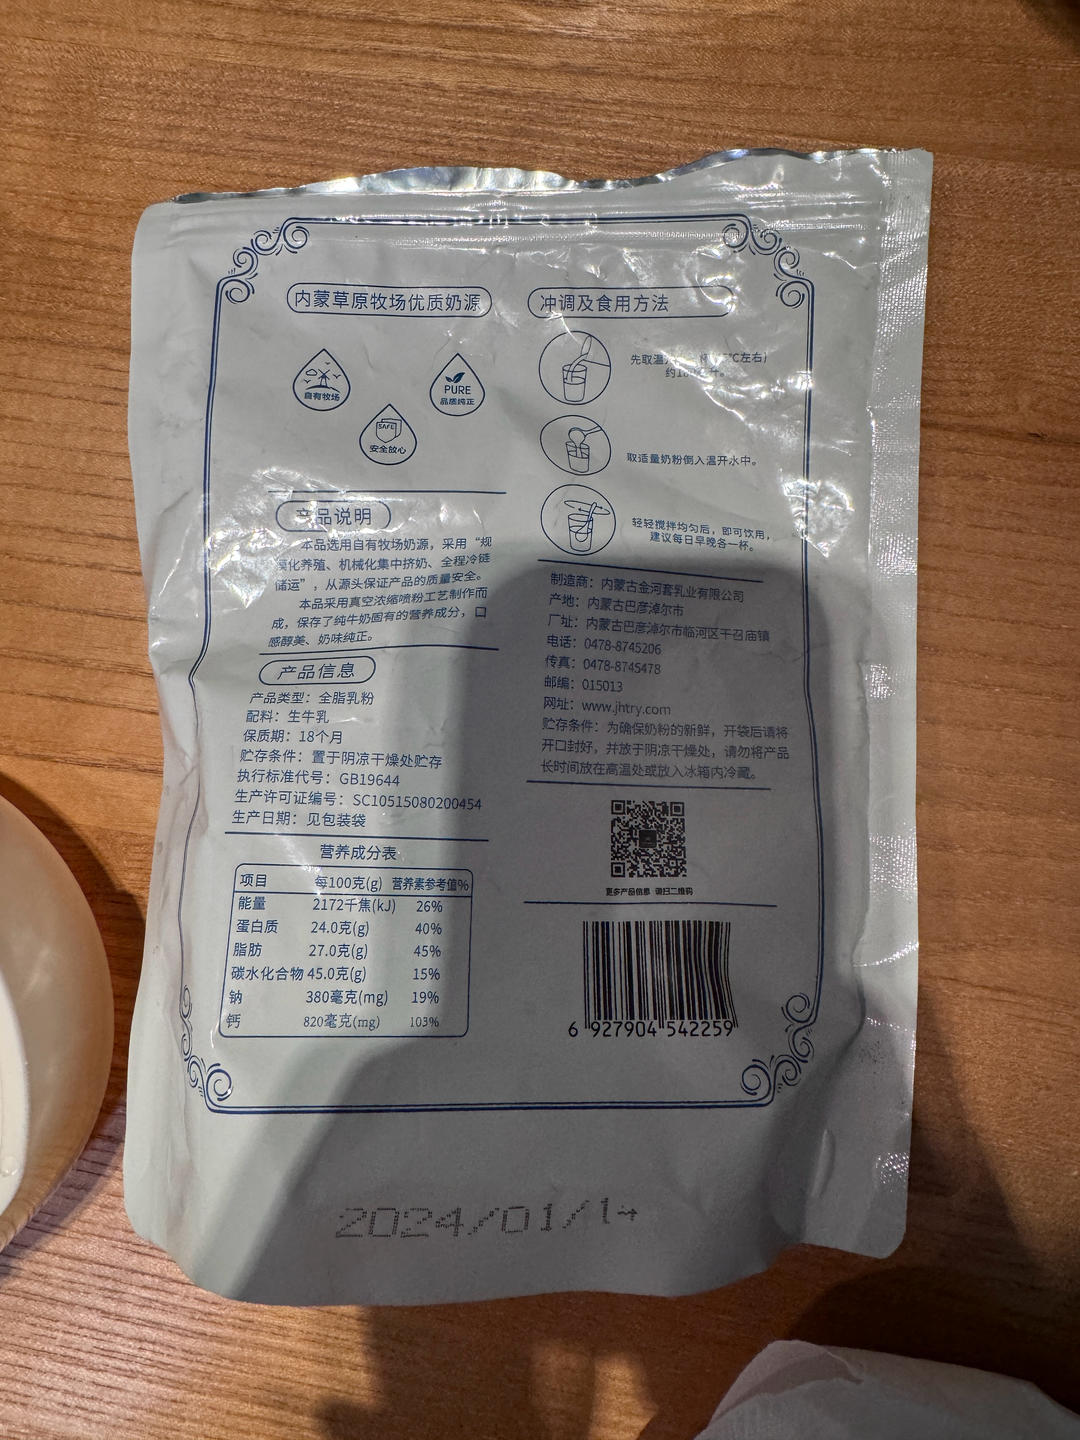 内蒙草原牧场优质奶源
自有牧场
PURE
品质纯正
SAFE
安全放心
产品说明
本品选用自有牧场奶源，采用“规
模化养殖、机械化集中挤奶、全程冷链
储运”，从源头保证产品的质量安全。
本品采用真空浓缩喷粉工艺制作而
成，保存了纯牛奶固有的营养成分，口
感醇美、奶味纯正。
产品信息
产品类型：全脂乳粉
配料：生牛乳
保质期：18个月
贮存条件：置于阴凉干燥处贮存
执行标准代号：GB19644
生产许可证编号：SC10515080200454
生产日期：见包装袋
营养成分表
项目 每100克(g) 营养素参考值%
能量 2172千焦(kJ) 26%
蛋白质 24.0克(g) 40%
脂肪 27.0克(g) 45%
碳水化合物 45.0克(g) 15%
钠 380毫克(mg) 19%
钙 820毫克(mg) 103%
冲调及食用方法
先取温 ℃左右)
约
取适量奶粉倒入温开水中。
轻轻搅拌均匀后，即可饮用，
建议每日早晚各一杯。
制造商：内蒙古金河套乳业有限公司
产地：内蒙古巴彦淖尔市
厂址：内蒙古巴彦淖尔市临河区干召庙镇
电话：0478-8745206
传真：0478-8745478
邮编：015013
网址：www.jhtry.com
贮存条件：为确保奶粉的新鲜，开袋后请将
开口封好，并放于阴凉干燥处，请勿将产品
长时间放在高温处或放入冰箱内冷藏。
更多产品信息 请扫二维码
6 927904 542259
2024/01/14